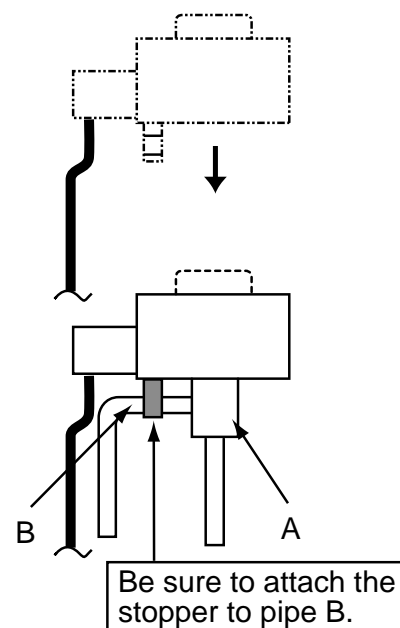 B
A
Be sure to attach the
stopper to pipe B.